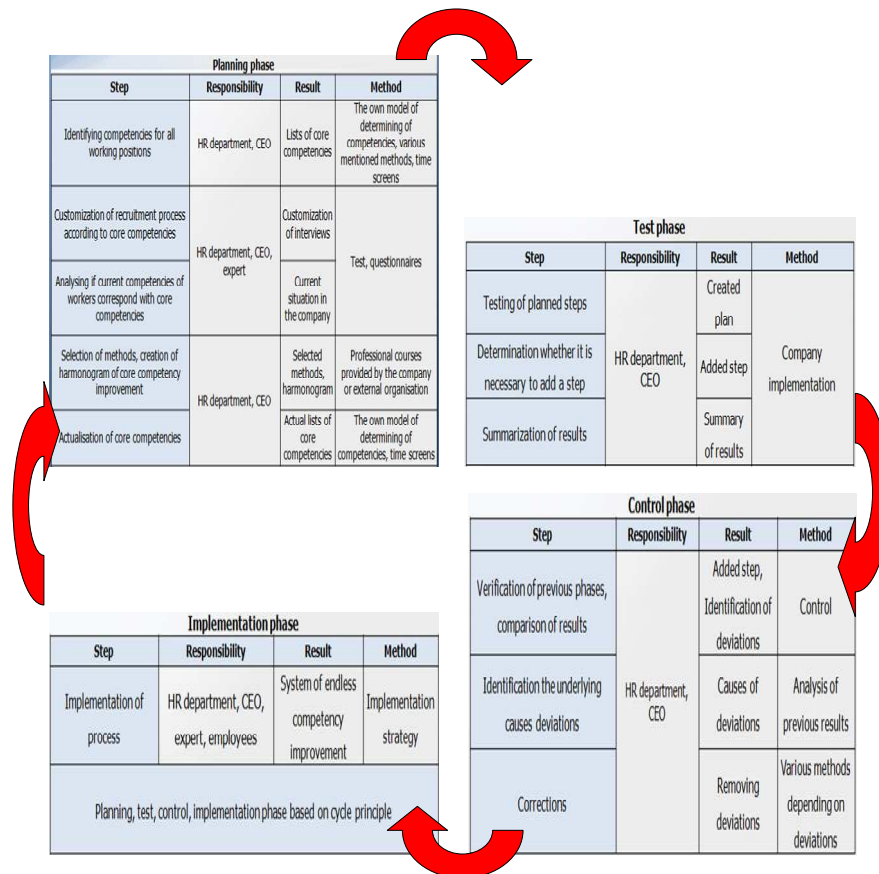 Planning phase
Step Responsibility Result Method
Identifying competencies for all
working positions
HR department, CEO
Lists of core
competencies
The own model of
determining of
competencies, various
mentioned methods, time
screens
Customization of recruitment process
according to core competencies
HR department, CEO,
expert
Customization
of interviews
Test, questionnaires
Analysing if current competencies of
workers correspond with core
competencies
Current
situation in
the company
Selection of methods, creation of
harmonogram of core competency
improvement
HR department, CEO
Selected
methods,
harmonogram
Professional courses
provided by the company
or external organisation
Actualisation of core competencies
Actual lists of
core
competencies
The own model of
determining of
competencies, time screens
Test phase
Step Responsibility Result Method
Testing of planned steps
HR department,
CEO
Created
plan
Company
implementation
Determination whether it is
necessary to add a step
Added step
Summarization of results
Summary
of results
Control phase
Step Responsibility Result Method
Verification of previous phases,
comparison of results
HR department,
CEO
Added step,
Identification of
deviations
Control
Identification the underlying
causes deviations
Causes of
deviations
Analysis of
previous results
Corrections
Removing
deviations
Various methods
depending on
deviations
Implementation phase
Step Responsibility Result Method
Implementation of
process
HR department, CEO,
expert, employees
System of endless
competency
improvement
Implementation
strategy
Planning, test, control, implementation phase based on cycle principle